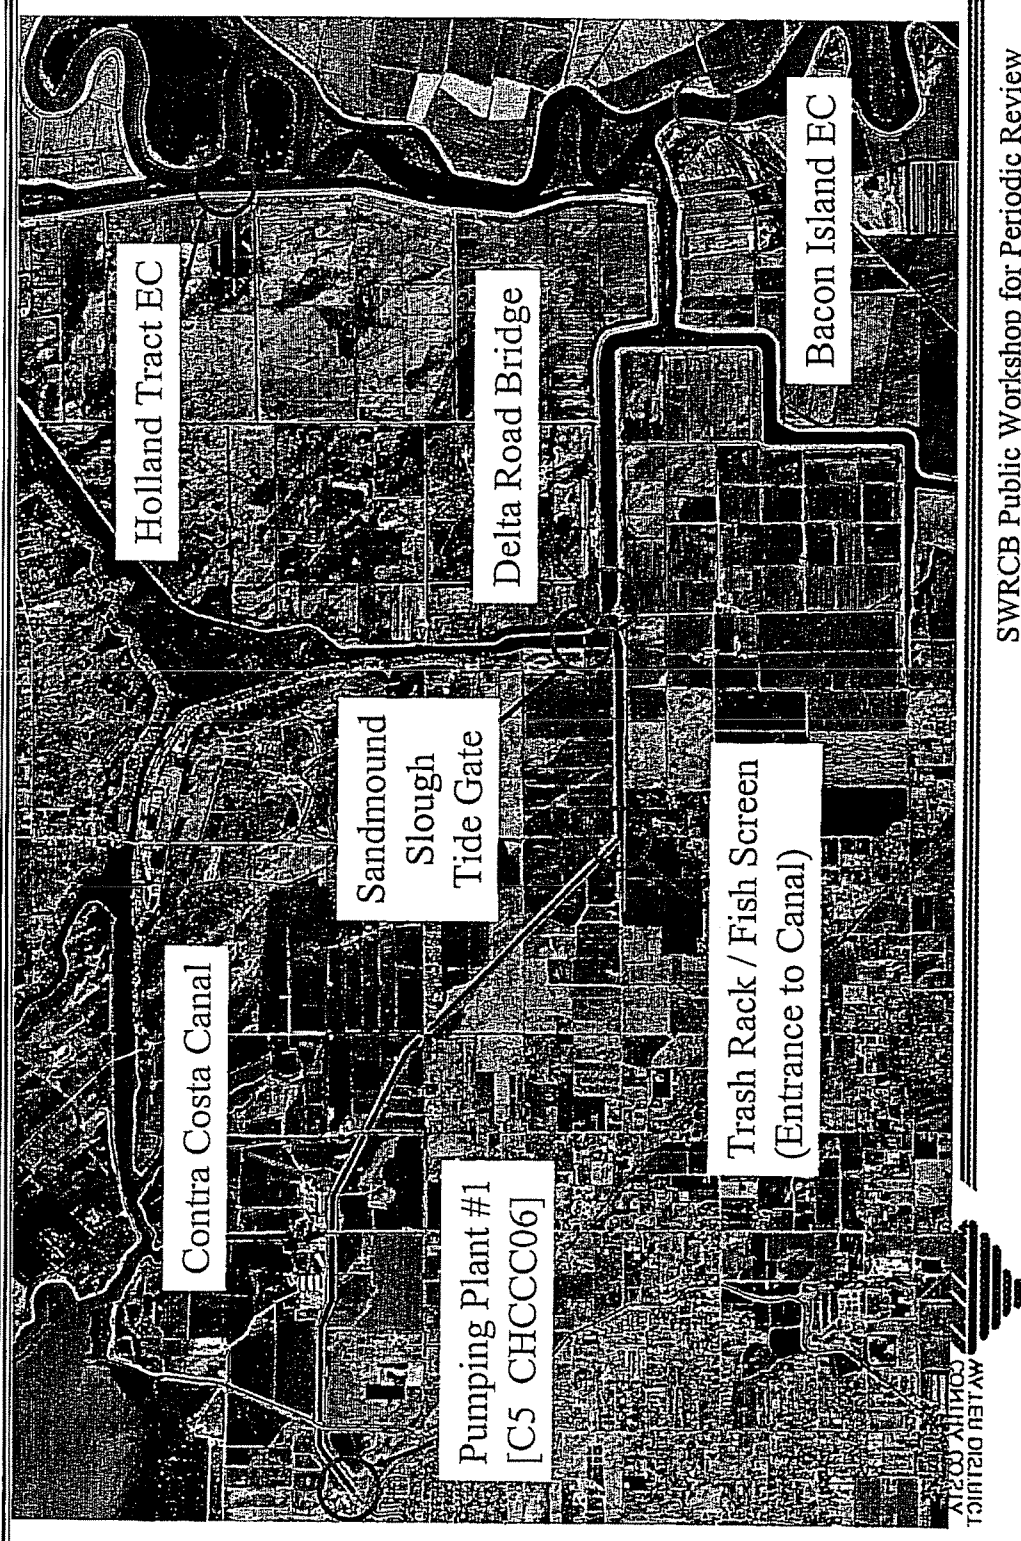 Holland Tract EC
Contra Costa Canal
Sandmound
Slough
Tide Gate
Pumping Plant #1
[C5 CHCCC06]
Delta Road Bridge
Trash Rack / Fish Screen
(Entrance to Canal)
Bacon Island EC
CONTRA COSTA
WATER DISTRICT
SWRCB Public Workshop for Periodic Review